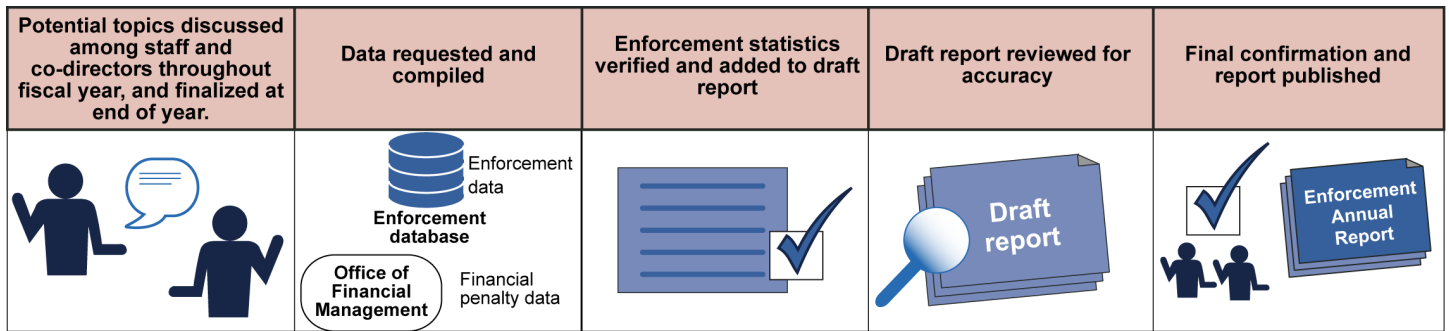 Potential topics discussed
among staff and
co-directors throughout
fiscal year, and finalized at
end of year.
Data requested and
compiled
Enforcement statistics
verified and added to draft
report
Draft report reviewed for
accuracy
Final confirmation and
report published
Enforcement
data
Enforcement
database
Office of
Financial
Management
Financial
penalty data
Draft
report
Enforcement
Annual
Report